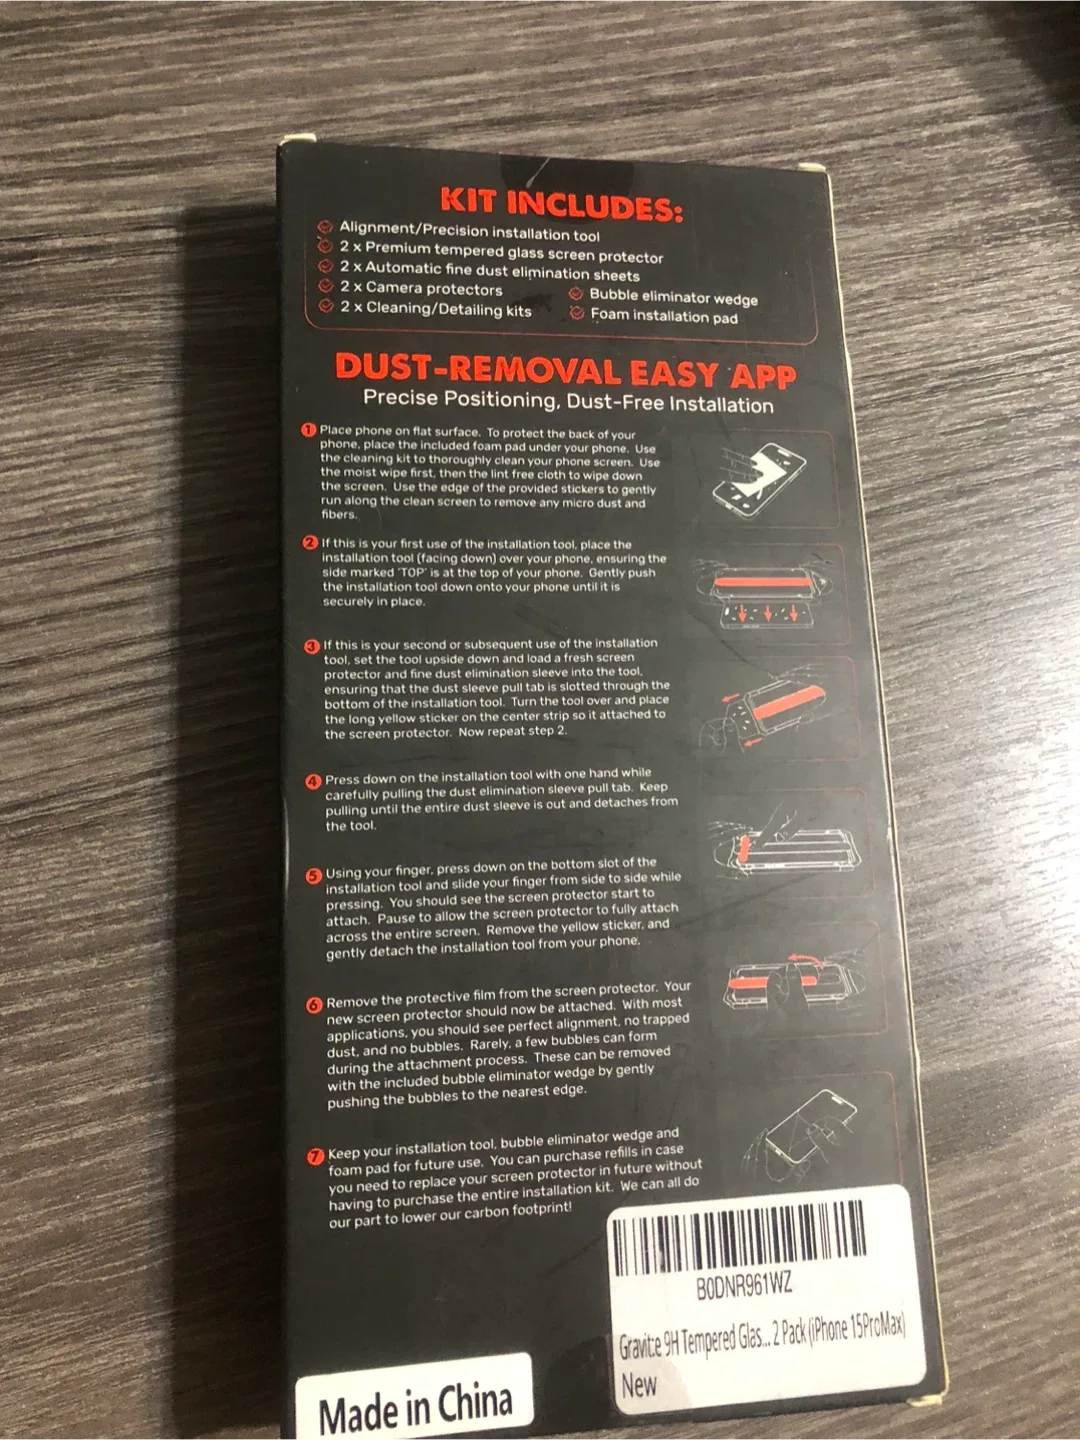 KIT INCLUDES:
Alignment/Precision installation tool
2 x Premium tempered glass screen protector
2 x Automatic fine dust elimination sheets
2 x Camera protectors
Bubble eliminator wedge
2 x Cleaning/Detailing kits
Foam installation pad
DUST-REMOVAL EASY APP
Precise Positioning, Dust-Free Installation
1 Place phone on flat surface. To protect the back of your
phone, place the included foam pad under your phone. Use
the cleaning kit to thoroughly clean your phone screen. Use
the moist wipe first, then the lint free cloth to wipe down
the screen. Use the edge of the provided stickers to gently
run along the clean screen to remove any micro dust and
fibers.
2 If this is your first use of the installation tool, place the
installation tool (facing down) over your phone, ensuring the
side marked 'TOP' is at the top of your phone. Gently push
the installation tool down onto your phone until it is
securely in place.
3 If this is your second or subsequent use of the installation
tool, set the tool upside down and load a fresh screen
protector and fine dust elimination sleeve into the tool,
ensuring that the dust sleeve pull tab is slotted through the
bottom of the installation tool. Turn the tool over and place
the long yellow sticker on the center strip so it attached to
the screen protector. Now repeat step 2.
4 Press down on the installation tool with one hand while
carefully pulling the dust elimination sleeve pull tab. Keep
pulling until the entire dust sleeve is out and detaches from
the tool.
5 Using your finger, press down on the bottom slot of the
installation tool and slide your finger from side to side while
pressing. You should see the screen protector start to
attach. Pause to allow the screen protector to fully attach
across the entire screen. Remove the yellow sticker, and
gently detach the installation tool from your phone.
6 Remove the protective film from the screen protector. Your
new screen protector should now be attached. With most
applications, you should see perfect alignment, no trapped
dust, and no bubbles. Rarely, a few bubbles can form
during the attachment process. These can be removed
with the included bubble eliminator wedge by gently
pushing the bubbles to the nearest edge.
7 Keep your installation tool, bubble eliminator wedge and
foam pad for future use. You can purchase refills in case
you need to replace your screen protector in future without
having to purchase the entire installation kit. We can all do
our part to lower our carbon footprint!
B0DNR961WZ
Gravit:e 9H Tempered Glas... 2 Pack (iPhone 15ProMax)
New
Made in China